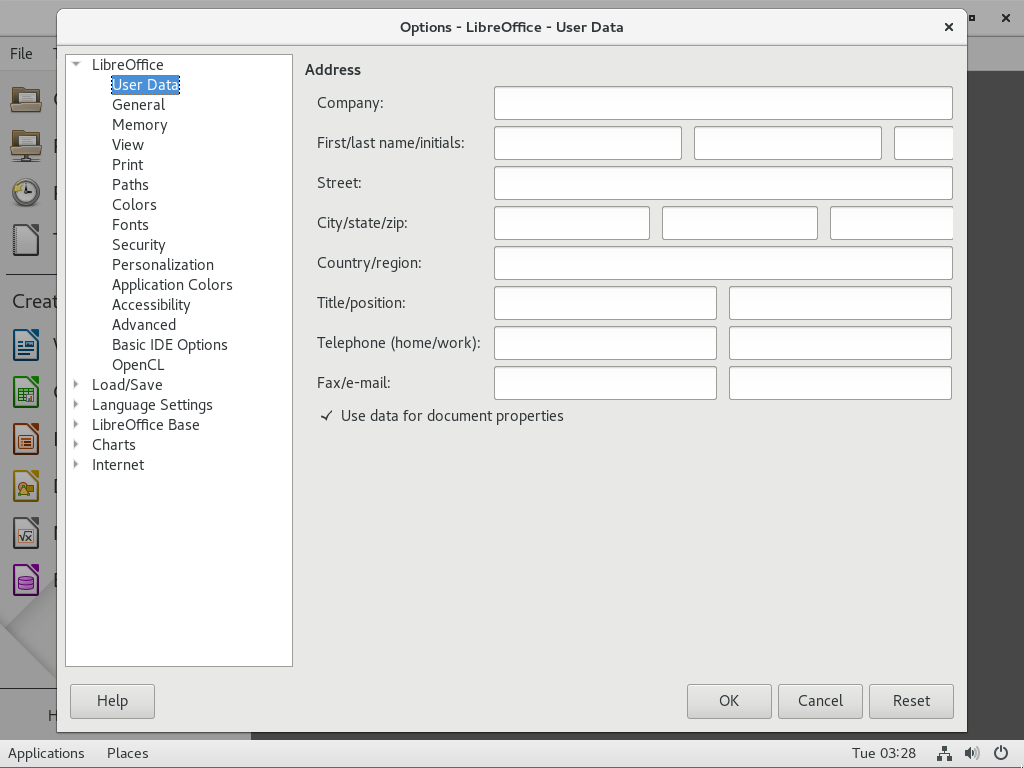 Options - LibreOffice - User Data
File
LibreOffice
User Data
General
Memory
View
Print
Paths
Colors
Fonts
Security
Personalization
Application Colors
Accessibility
Advanced
Basic IDE Options
OpenCL
Load/Save
Language Settings
LibreOffice Base
Charts
Internet
Address
Company:
First/last name/initials:
Street:
City/state/zip:
Country/region:
Title/position:
Telephone (home/work):
Fax/e-mail:
Use data for document properties
Help
OK
Cancel
Reset
Applications
Places
Tue 03:28